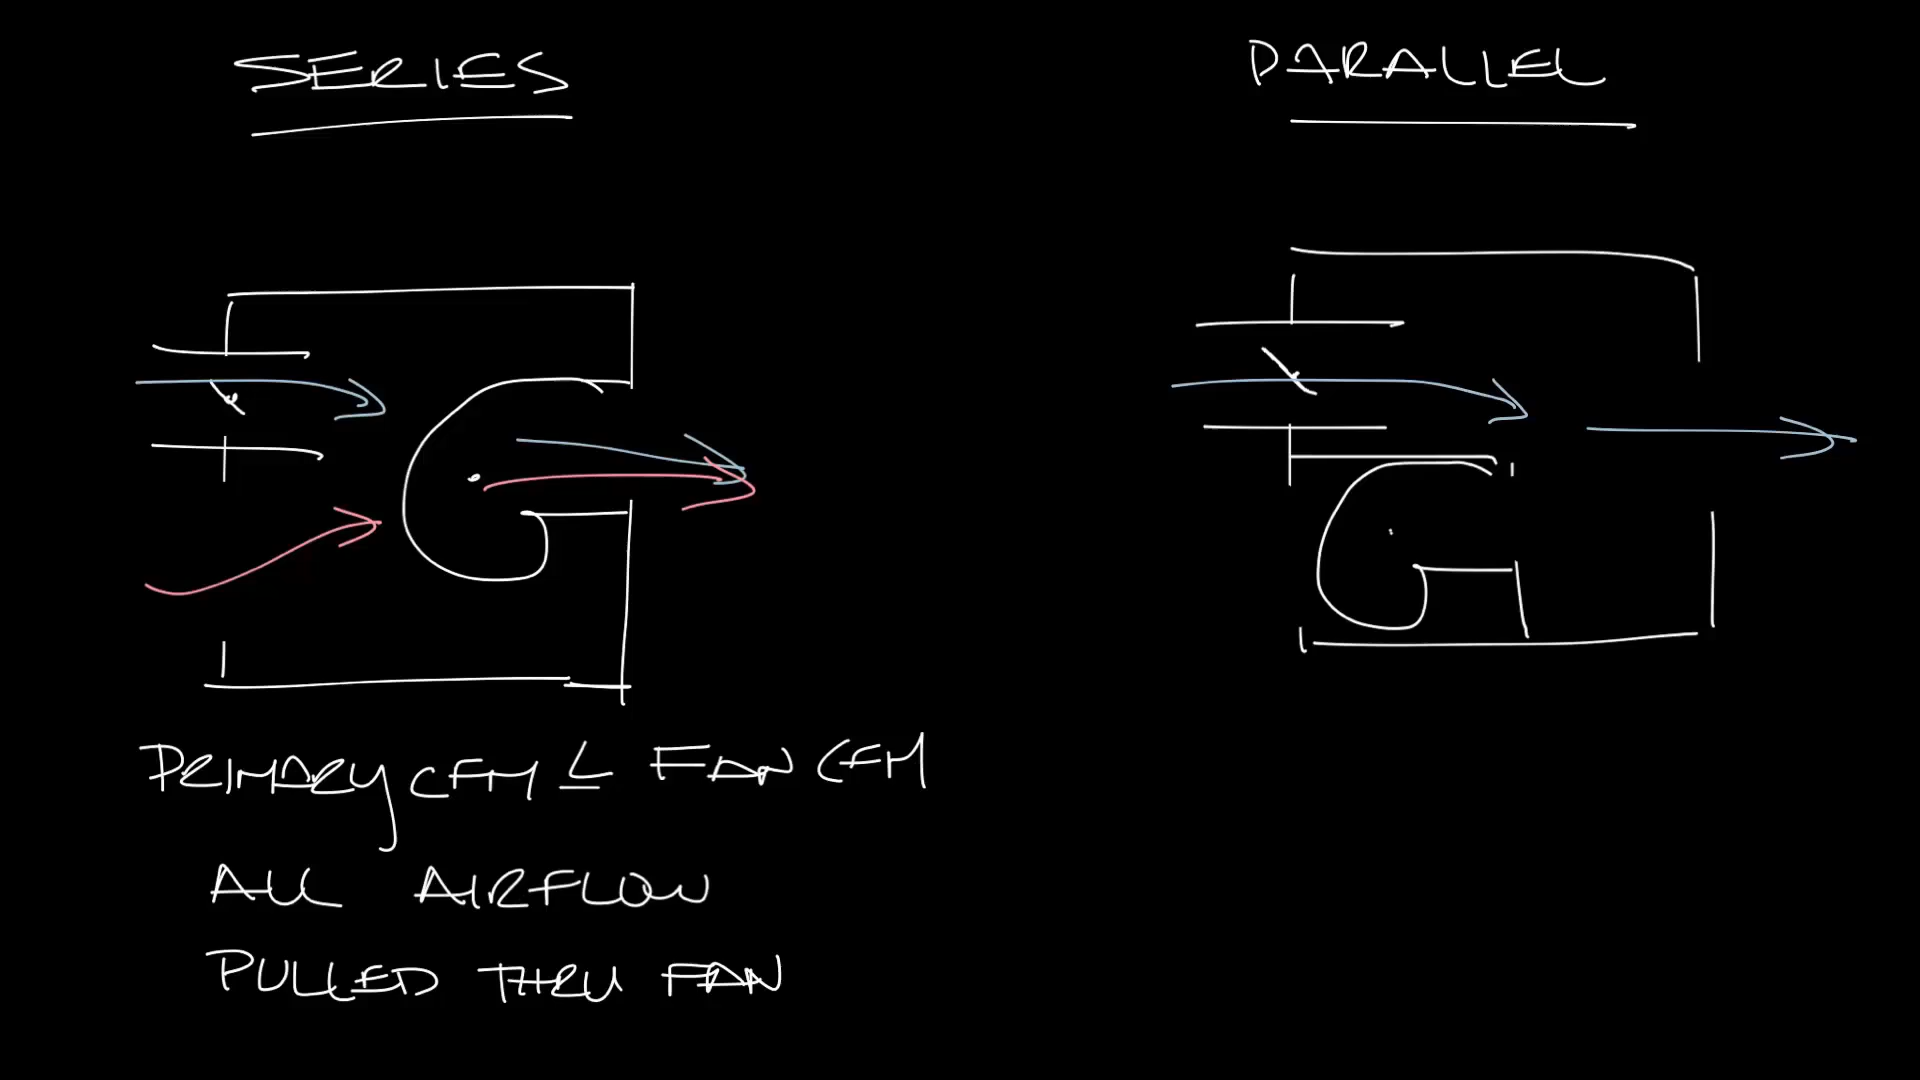 SERIES
PARALLEL
PRIMARY CFM ≤ FAN CFM
ALL AIRFLOW
PULLED THRU FAN